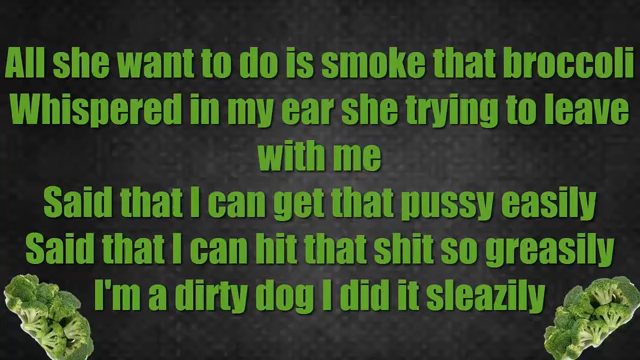 All she want to do is smoke that broccoli
Whispered in my ear she trying to leave
with me
Said that I can get that pussy easily
Said that I can hit that shit so greasily
I'm a dirty dog I did it sleazily